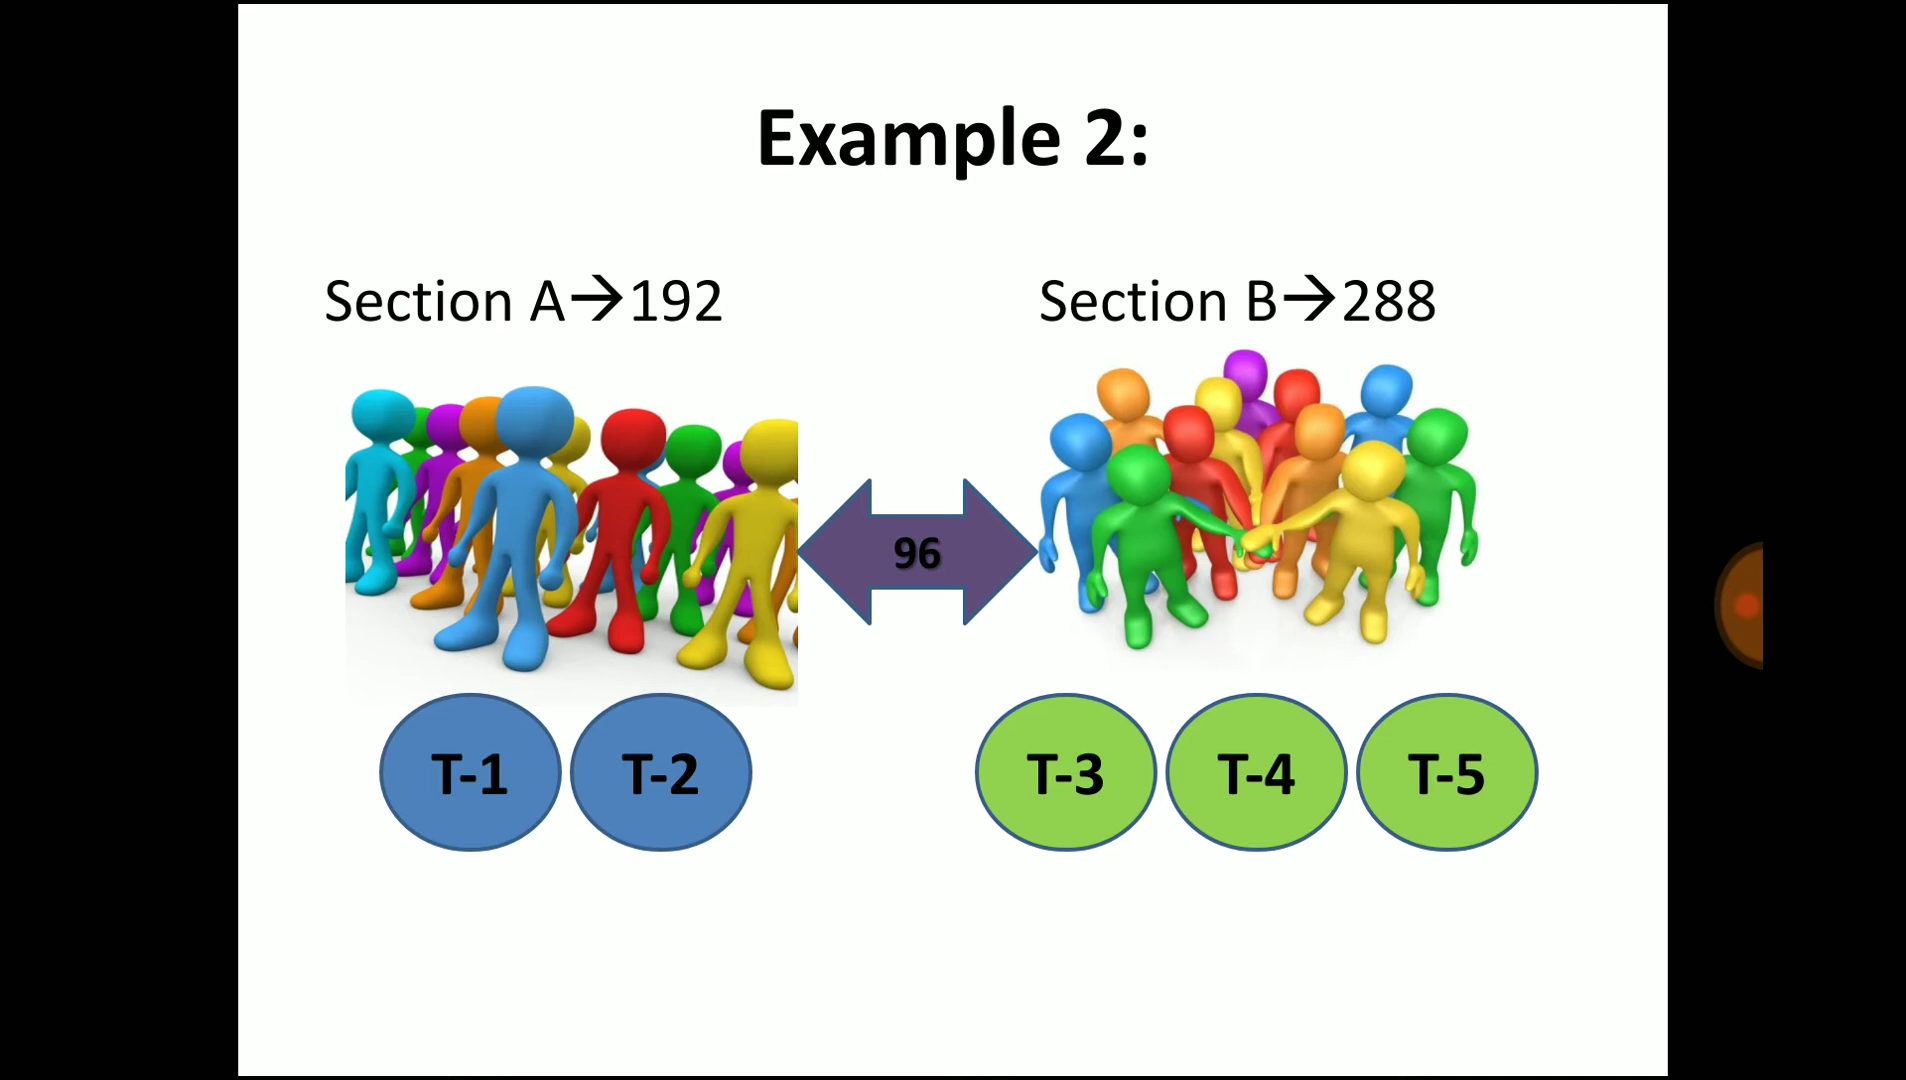 Example 2:
Section A→192
Section B→288
96
T-1
T-2
T-3
T-4
T-5